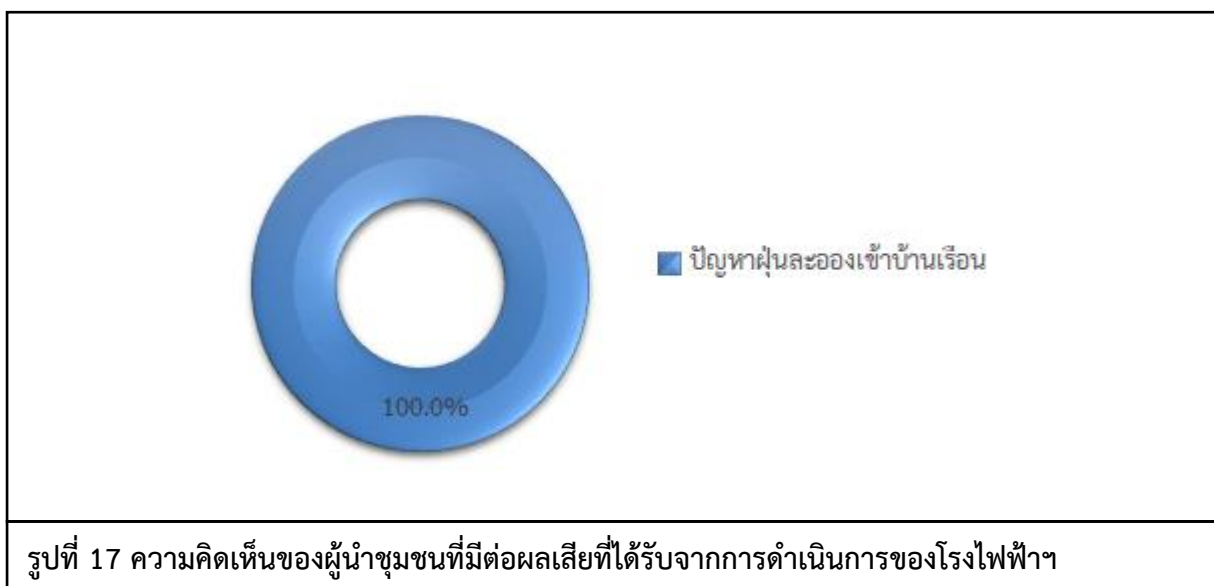 ปัญหาฝุ่นละอองเข้าบ้านเรือน
100.0%
รูปที่ 17 ความคิดเห็นของผู้นำชุมชนที่มีต่อผลเสียที่ได้รับจากการดำเนินการของโรงไฟฟ้าฯ